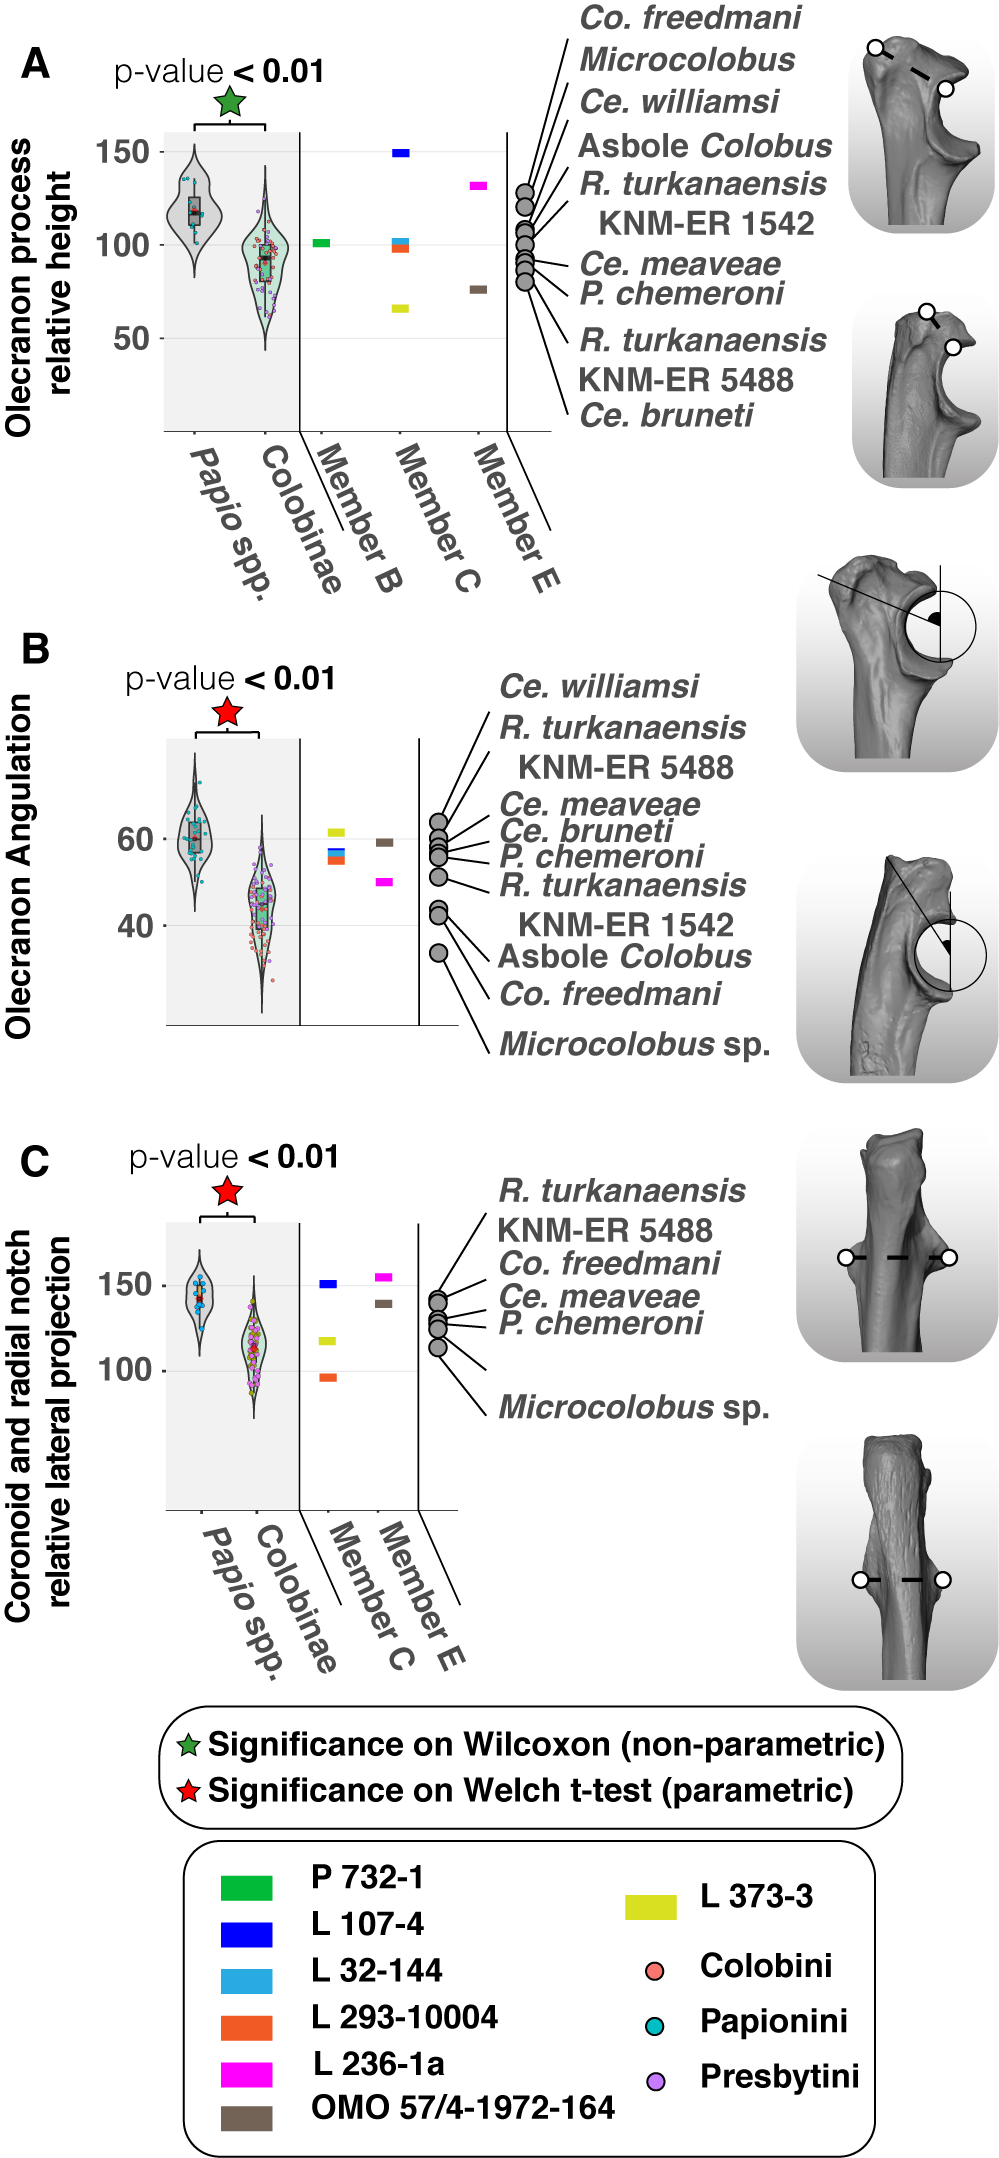 A
p-value < 0.01
Olecranon process
relative height
150
100
50
Papio spp.
Colobinae
Member B
Member C
Member E
Co. freedmani
Microcolobus
Ce. williamsi
Asbole Colobus
R. turkanaensis
KNM-ER 1542
Ce. meaveae
P. chemeroni
R. turkanaensis
KNM-ER 5488
Ce. bruneti
B
p-value < 0.01
Olecranon Angulation
60
40
Ce. williamsi
R. turkanaensis
KNM-ER 5488
Ce. meaveae
Ce. bruneti
P. chemeroni
R. turkanaensis
KNM-ER 1542
Asbole Colobus
Co. freedmani
Microcolobus sp.
C
p-value < 0.01
Coronoid and radial notch
relative lateral projection
150
100
Papio spp.
Colobinae
Member C
Member E
R. turkanaensis
KNM-ER 5488
Co. freedmani
Ce. meaveae
P. chemeroni
Microcolobus sp.
Significance on Wilcoxon (non-parametric)
Significance on Welch t-test (parametric)
P 732-1
L 107-4
L 32-144
L 293-10004
L 236-1a
OMO 57/4-1972-164
L 373-3
Colobini
Papionini
Presbytini